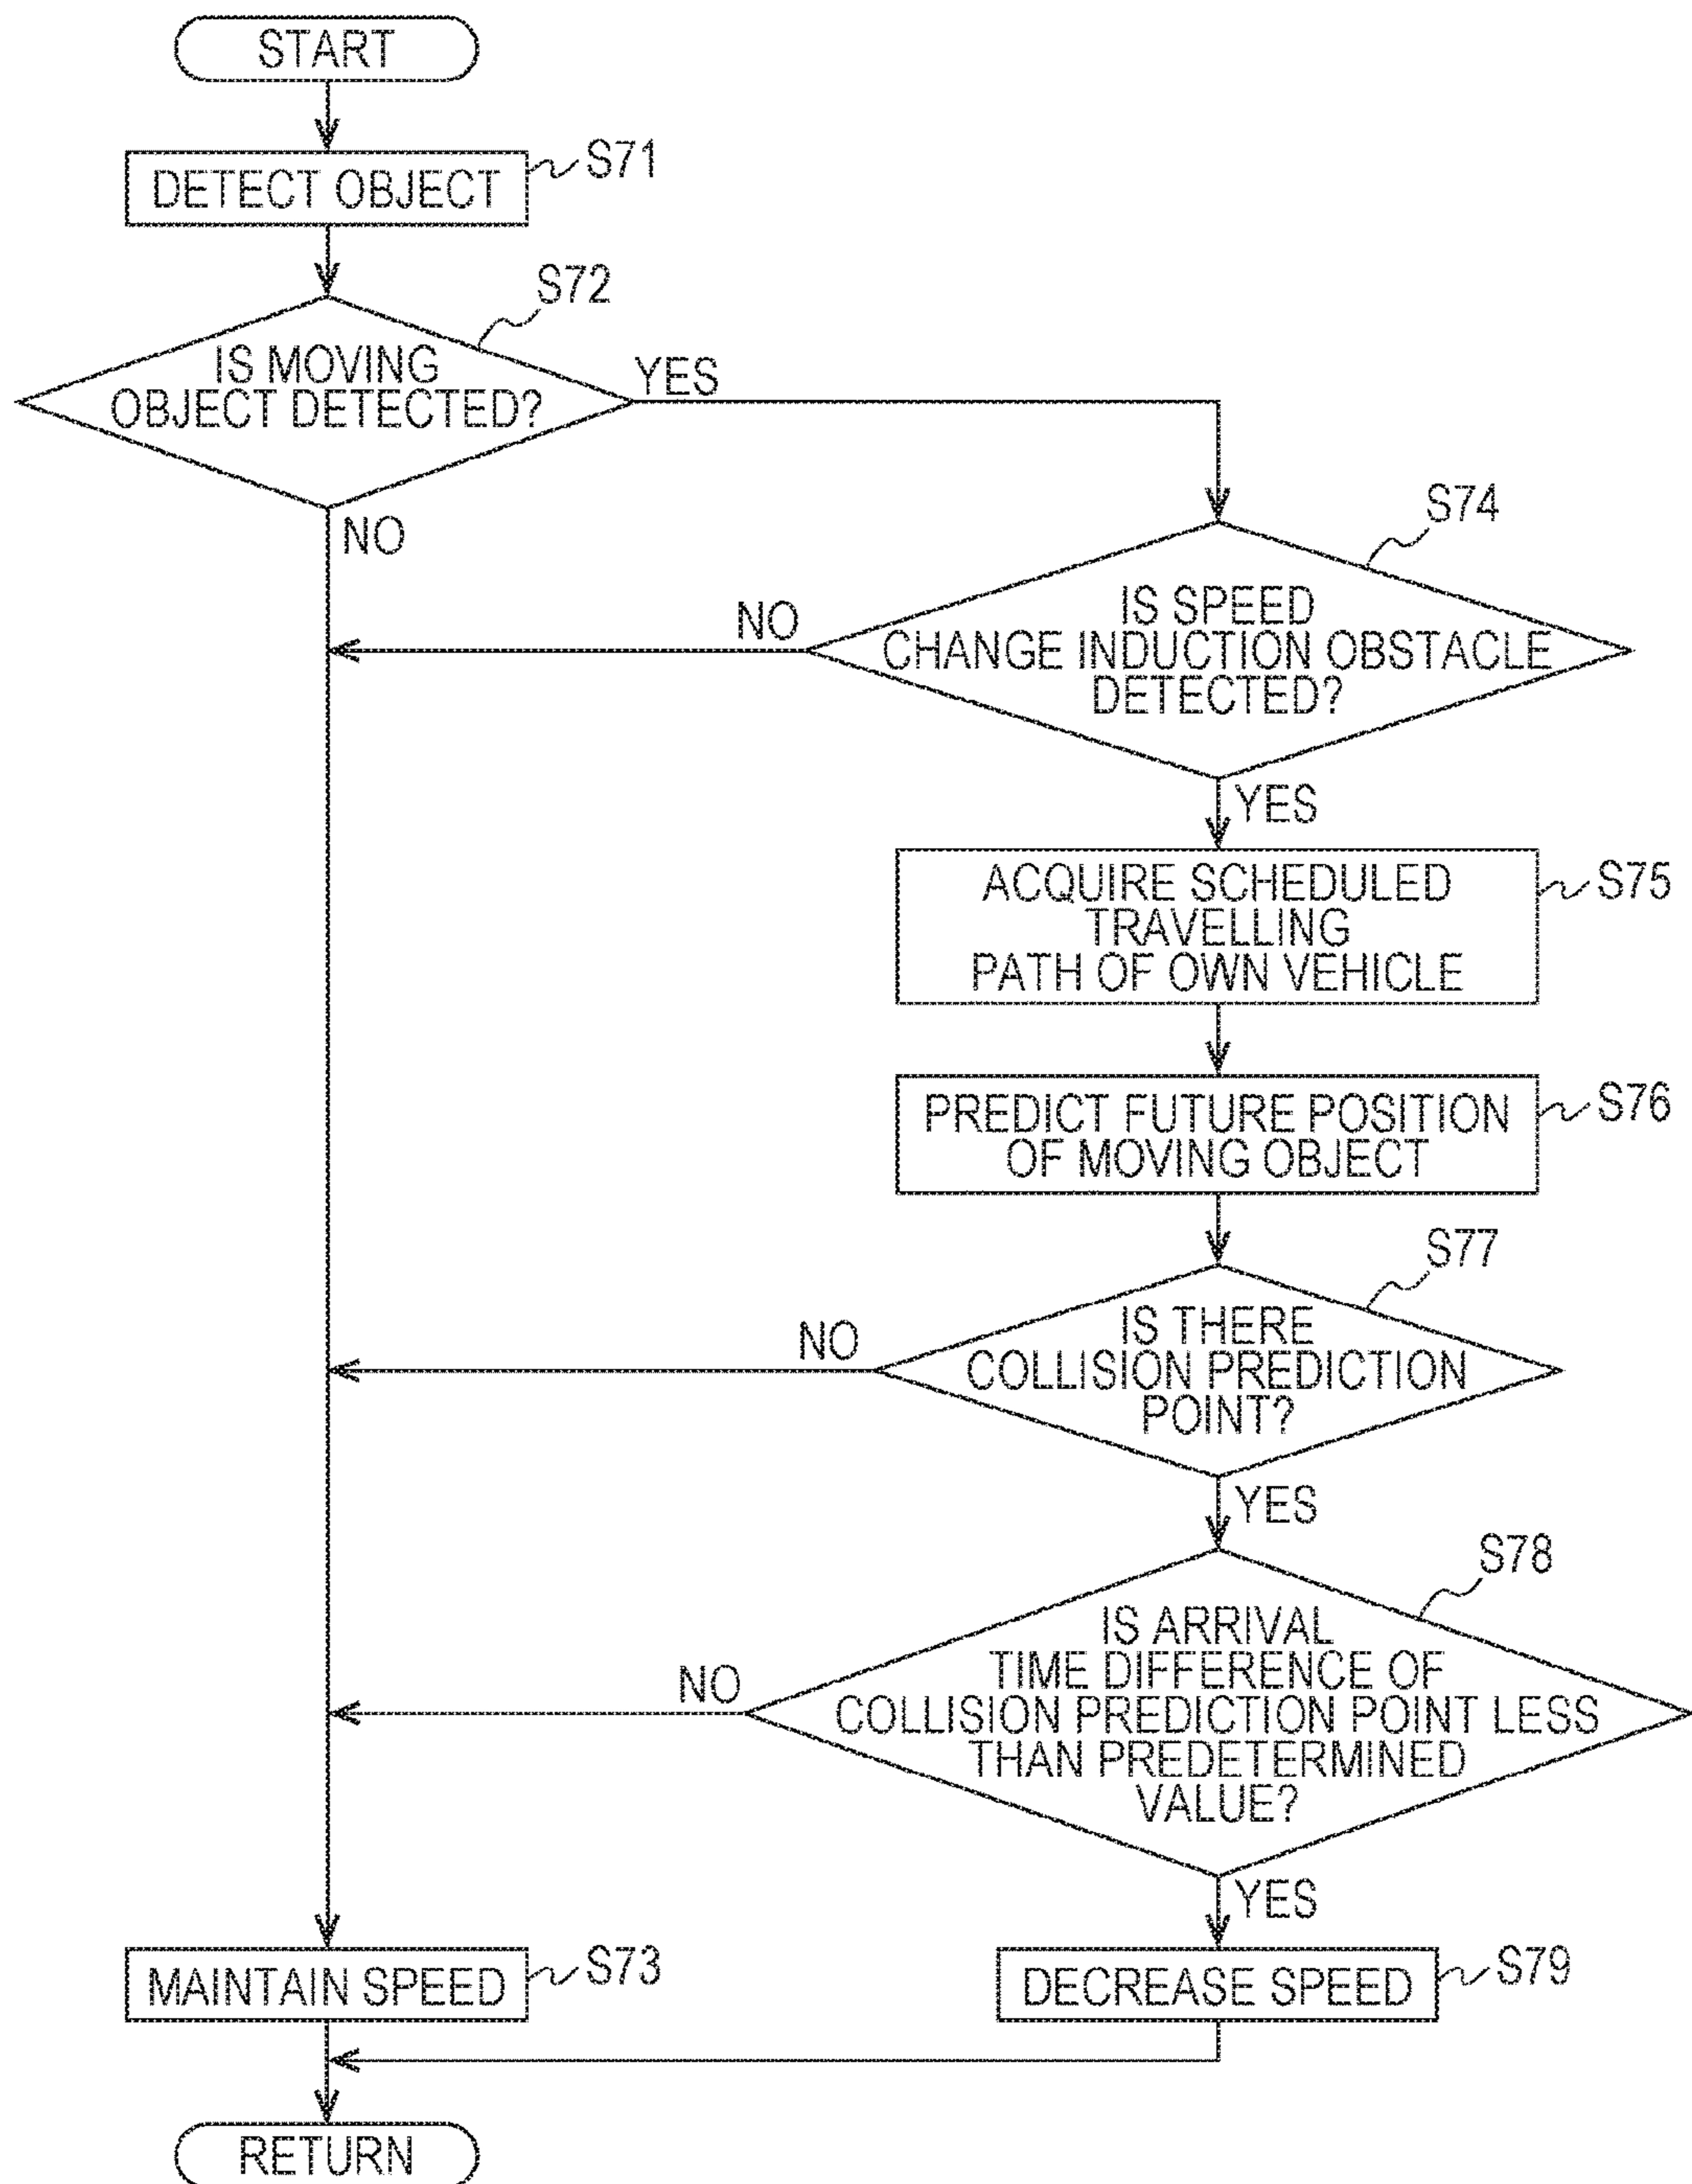 START
DETECT OBJECT
S71
S72
IS MOVING
OBJECT DETECTED?
YES
NO
S74
IS SPEED
CHANGE INDUCTION OBSTACLE
DETECTED?
NO
YES
ACQUIRE SCHEDULED
TRAVELLING
PATH OF OWN VEHICLE
S75
PREDICT FUTURE POSITION
OF MOVING OBJECT
S76
S77
IS THERE
COLLISION PREDICTION
POINT?
NO
YES
S78
IS ARRIVAL
TIME DIFFERENCE OF
COLLISION PREDICTION POINT LESS
THAN PREDETERMINED
VALUE?
NO
YES
MAINTAIN SPEED
S73
DECREASE SPEED
S79
RETURN